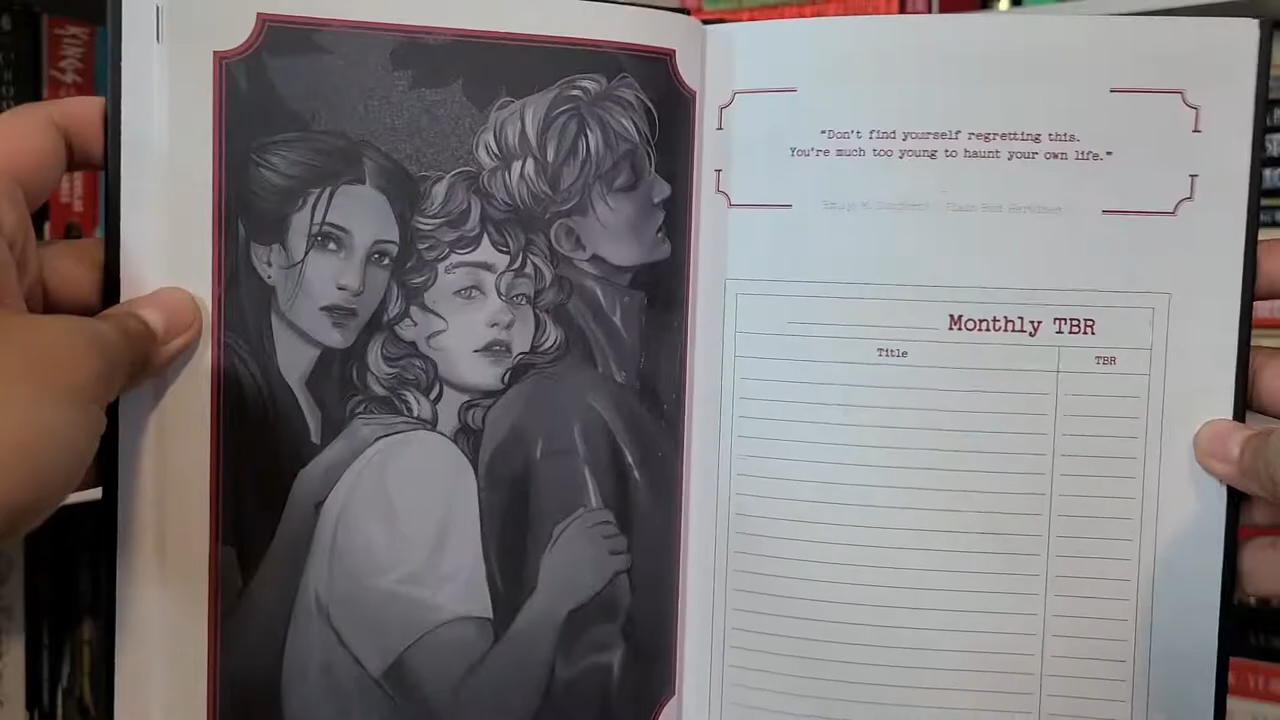 KINGS
"Don't find yourself regretting this.
You're much too young to haunt your own life."
Monthly TBR
Title
TBR